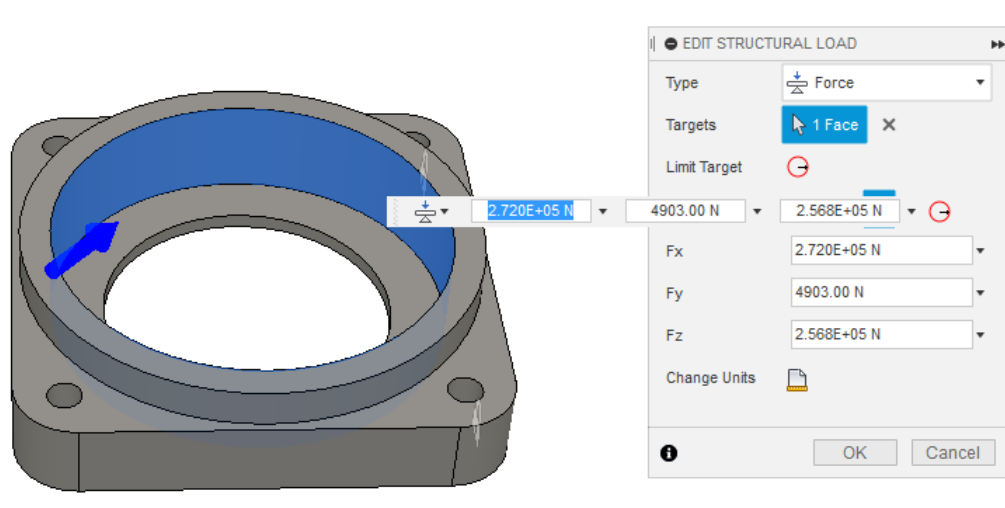 EDIT STRUCTURAL LOAD
Type Force
Targets 1 Face
Limit Target
2.720E+05 N 4903.00 N 2.568E+05 N
Fx 2.720E+05 N
Fy 4903.00 N
Fz 2.568E+05 N
Change Units
OK Cancel